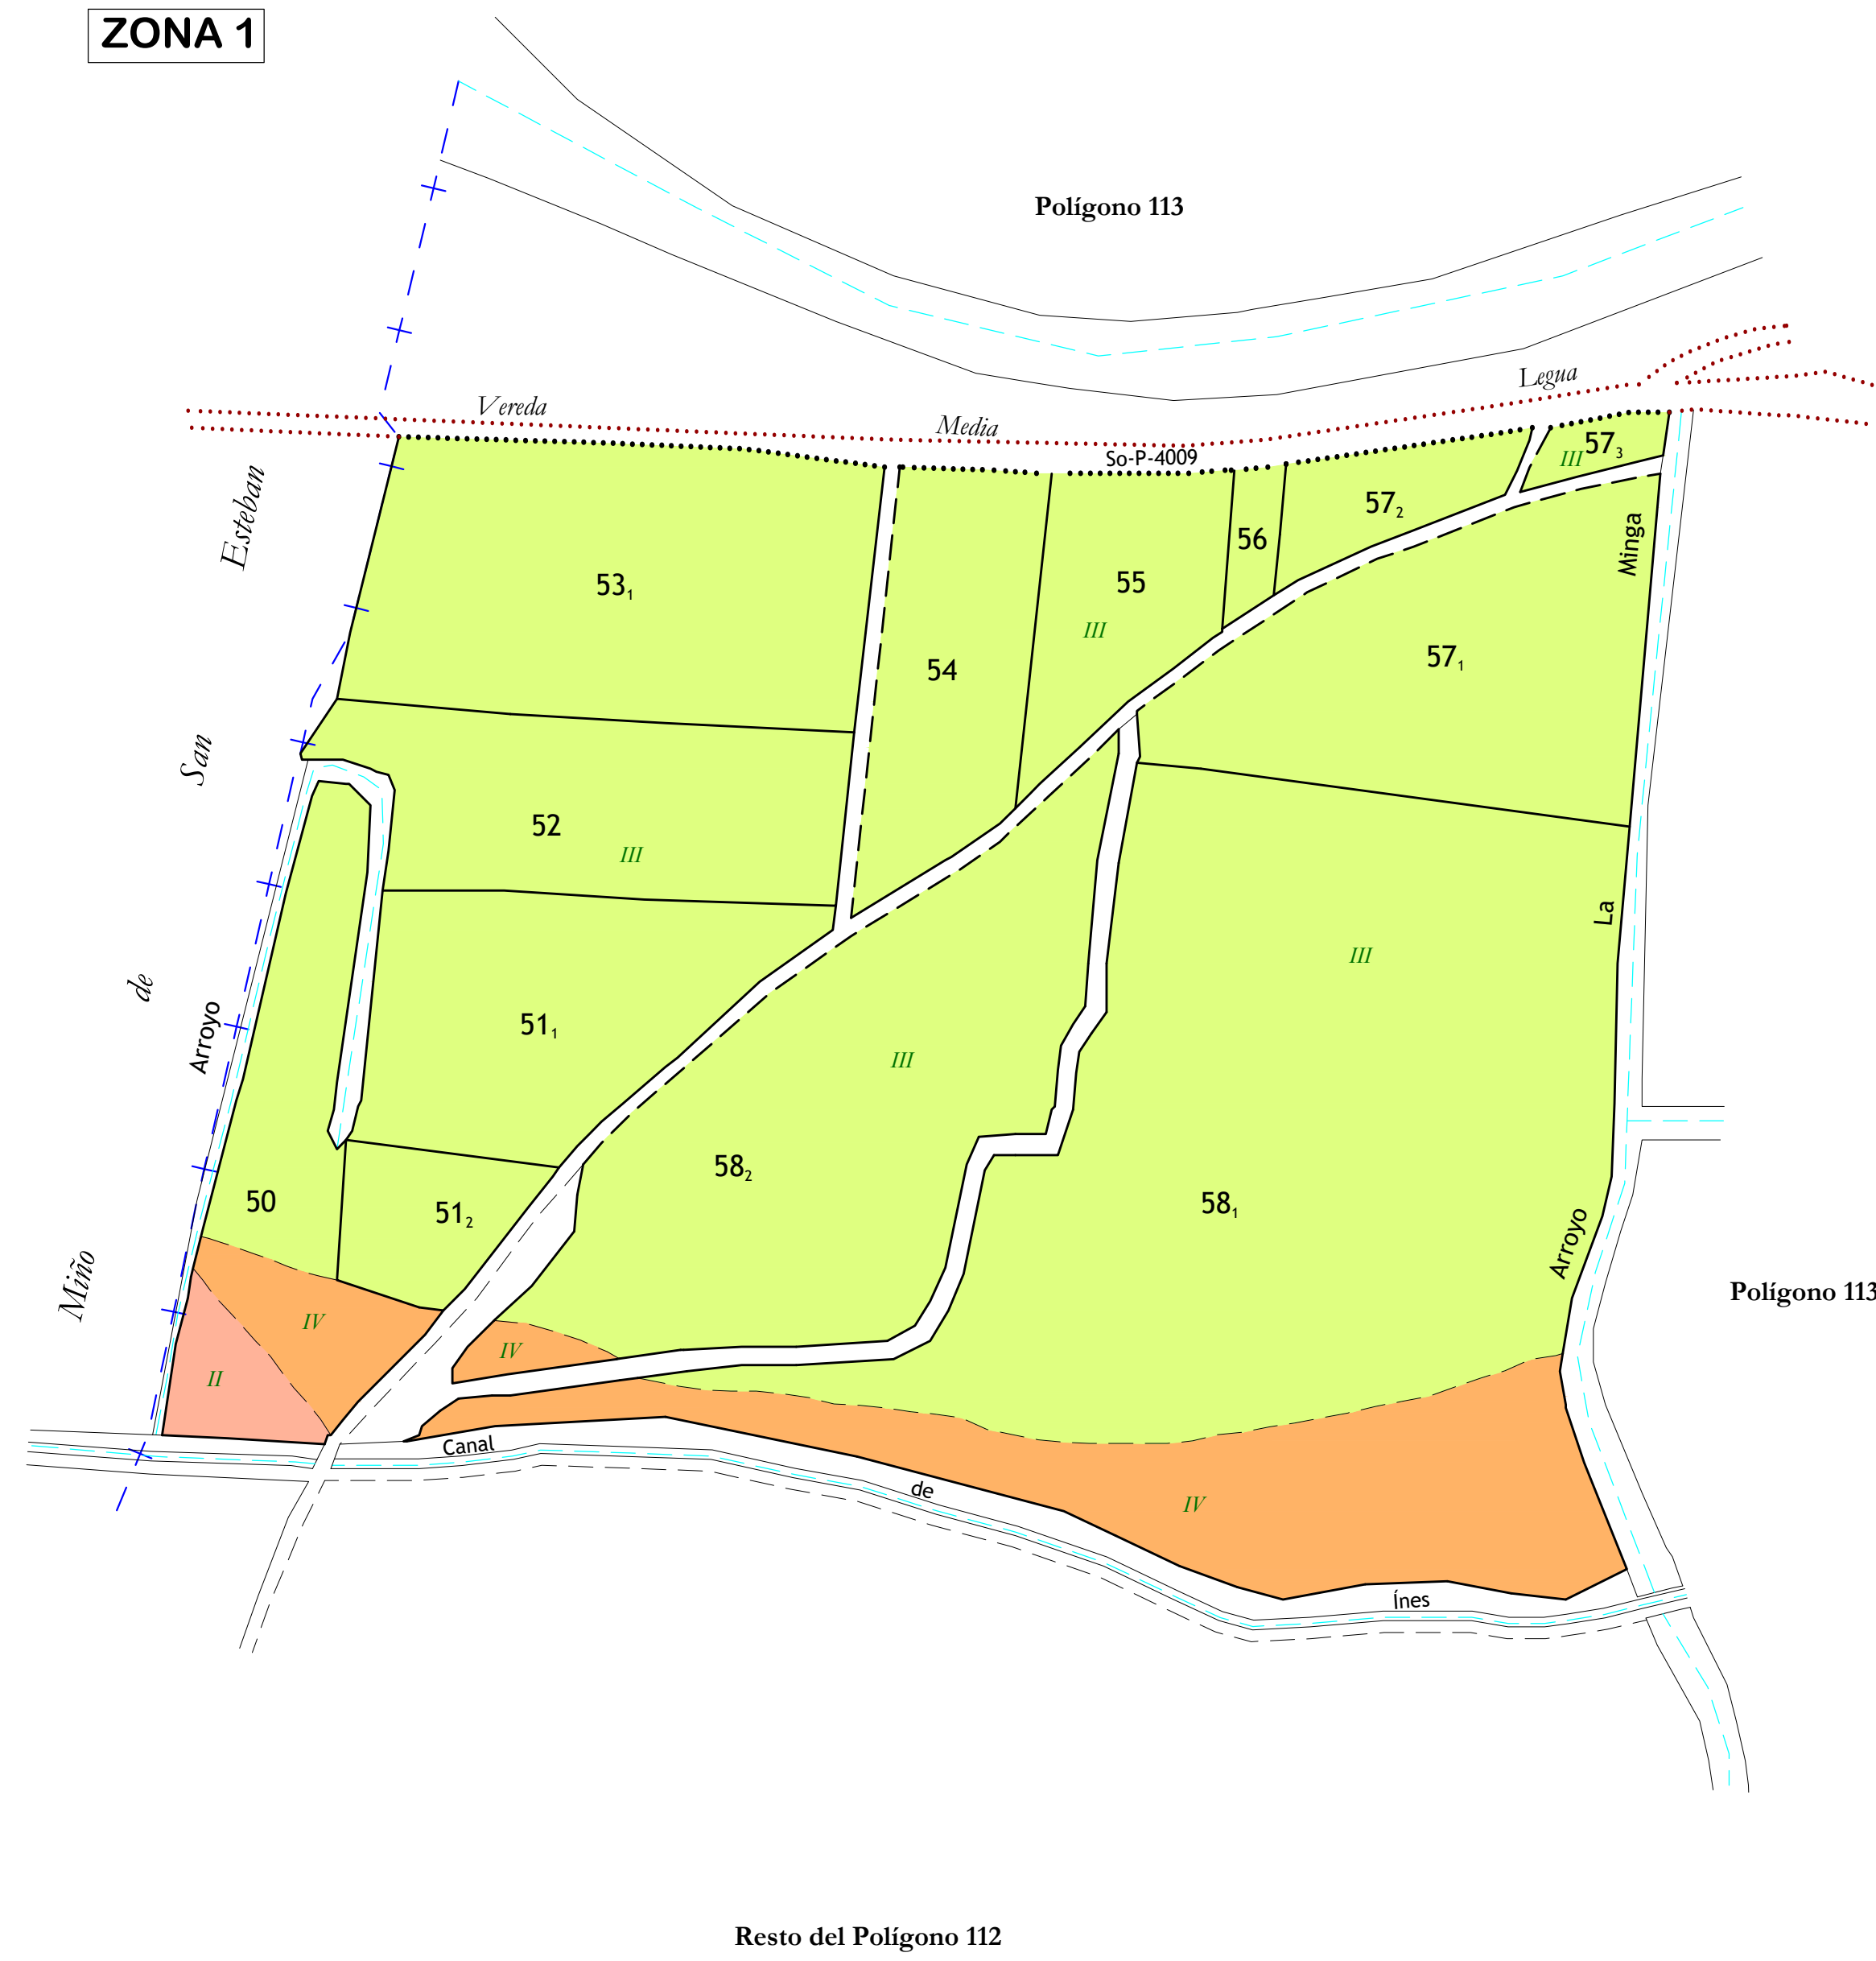 ZONA 1
Polígono 113
Legua
Vereda
Media
So-P-4009
57₃
III
Esteban
57₂
56
Minga
53₁
55
III
57₁
54
San
52
III
La
III
de
Arroyo
51₁
III
58₂
50
58₁
51₂
Arroyo
Miño
Polígono 113
IV
IV
II
Canal
de
IV
Ínes
Resto del Polígono 112